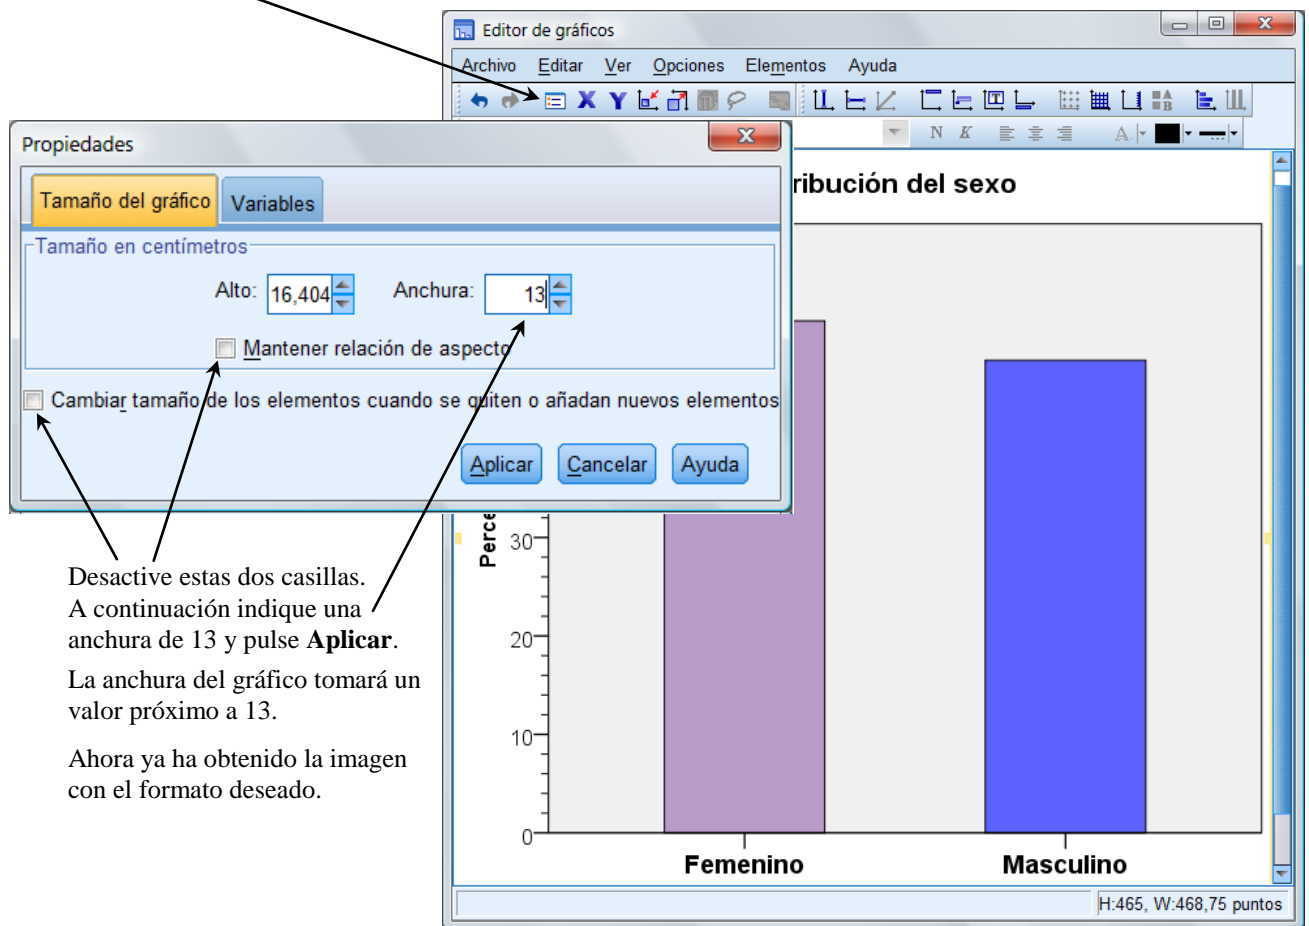 Editor de gráficos
Archivo Editar Ver Opciones Elementos Ayuda
X Y
N K A
Propiedades
Tamaño del gráfico Variables
Tamaño en centímetros
Alto: 16,404 Anchura: 13
Mantener relación de aspecto
Cambiar tamaño de los elementos cuando se quiten o añadan nuevos elementos
Aplicar Cancelar Ayuda
ribución del sexo
Perce
30
20
10
0
Femenino Masculino
H:465, W:468,75 puntos
Desactive estas dos casillas.
A continuación indique una
anchura de 13 y pulse Aplicar.
La anchura del gráfico tomará un
valor próximo a 13.
Ahora ya ha obtenido la imagen
con el formato deseado.